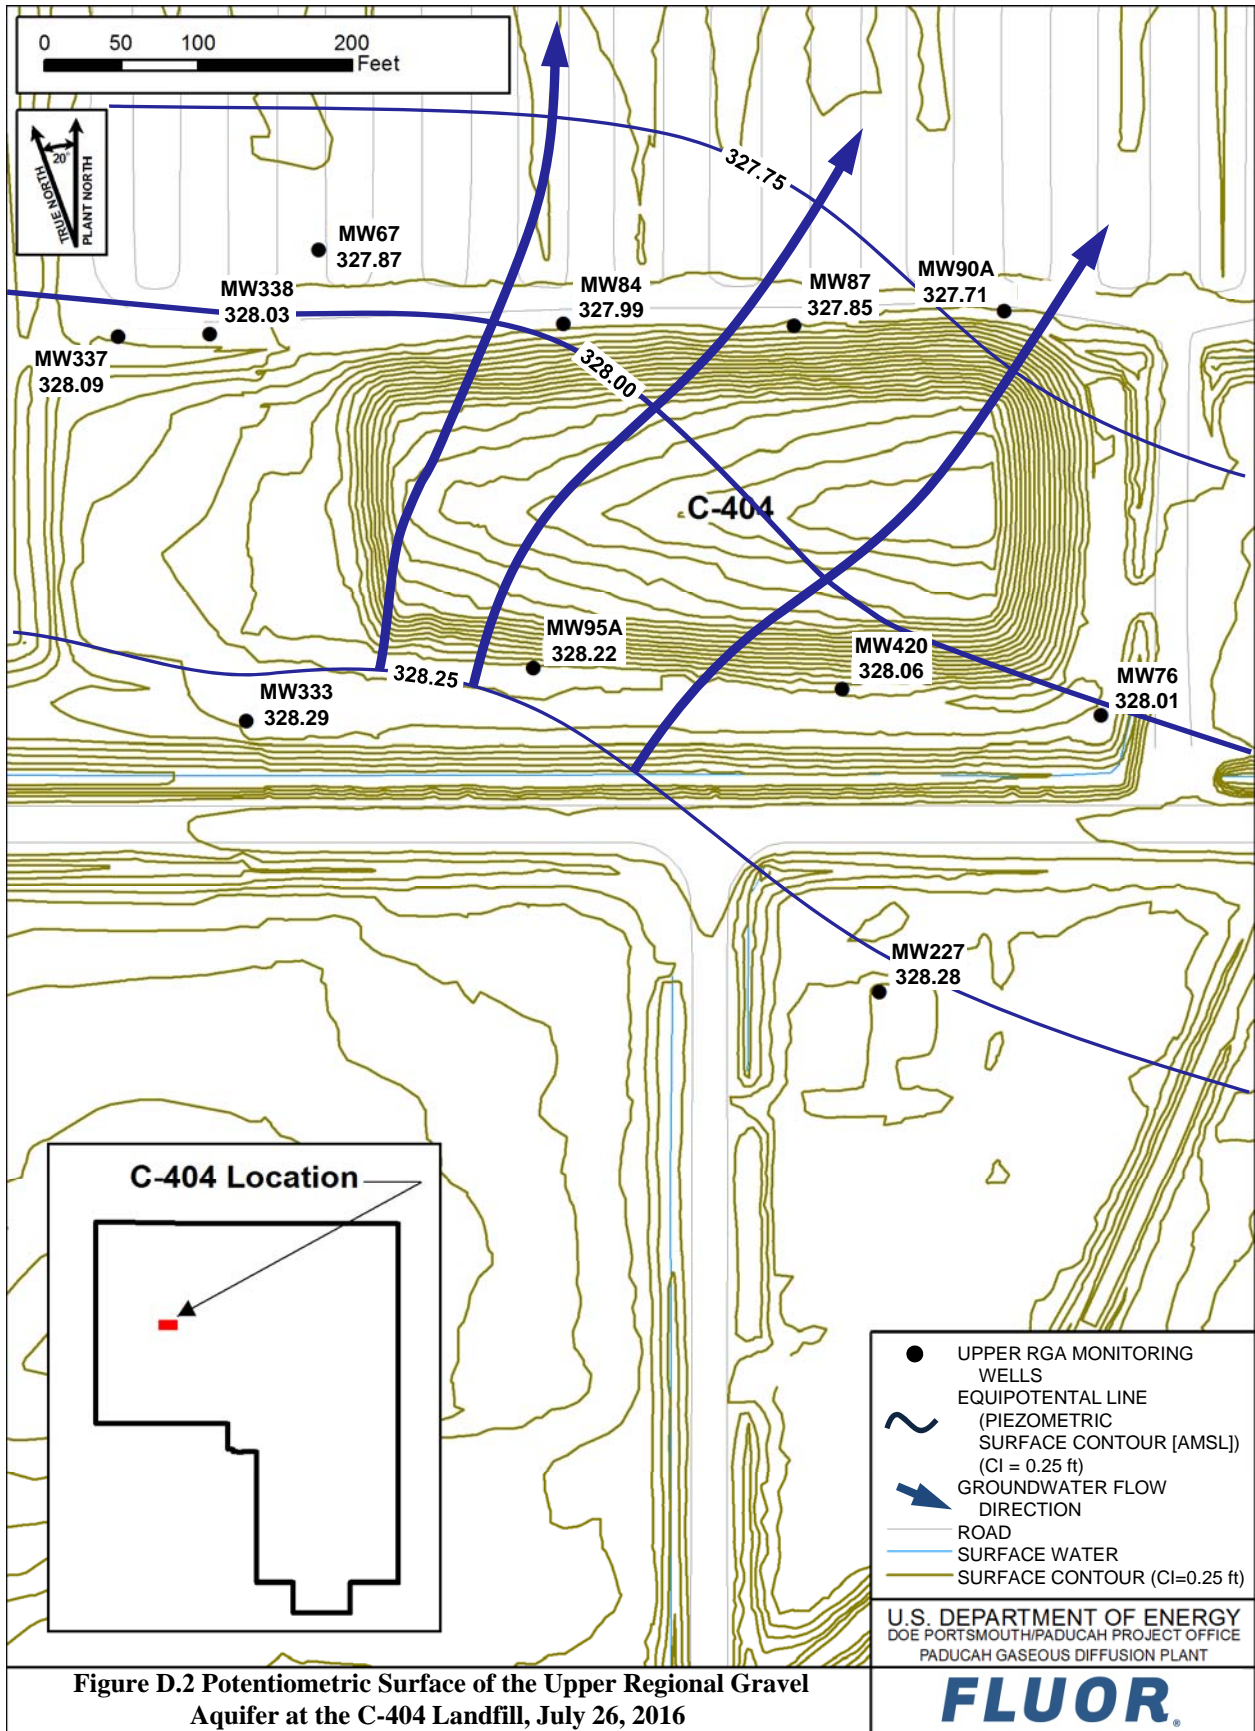 0 50 100 200
Feet
20°
TRUE NORTH
PLANT NORTH
327.75
MW67
327.87
MW338
328.03
MW84
327.99
MW87
327.85
MW90A
327.71
MW337
328.09
328.00
C-404
MW95A
328.22
MW420
328.06
328.25
MW333
328.29
MW76
328.01
MW227
328.28
C-404 Location
UPPER RGA MONITORING
WELLS
EQUIPOTENTAL LINE
(PIEZOMETRIC
SURFACE CONTOUR [AMSL])
(CI = 0.25 ft)
GROUNDWATER FLOW
DIRECTION
ROAD
SURFACE WATER
SURFACE CONTOUR (CI=0.25 ft)
U.S. DEPARTMENT OF ENERGY
DOE PORTSMOUTH/PADUCAH PROJECT OFFICE
PADUCAH GASEOUS DIFFUSION PLANT
Figure D.2 Potentiometric Surface of the Upper Regional Gravel
Aquifer at the C-404 Landfill, July 26, 2016
FLUOR®